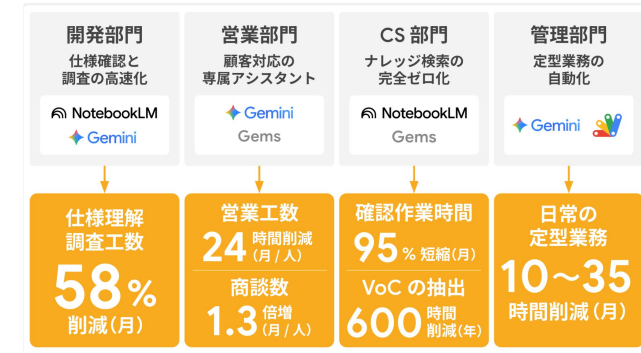 開発部門
仕様確認と
調査の高速化
NotebookLM
Gemini
仕様理解
調査工数
58%
削減(月)
営業部門
顧客対応の
専属アシスタント
Gemini
Gems
営業工数
24 時間削減
(月/人)
商談数
1.3 倍増
(月/人)
CS 部門
ナレッジ検索の
完全ゼロ化
NotebookLM
Gems
確認作業時間
95% 短縮(月)
VoC の抽出
600 時間
削減(年)
管理部門
定型業務の
自動化
Gemini
日常の
定型業務
10〜35
時間削減(月)